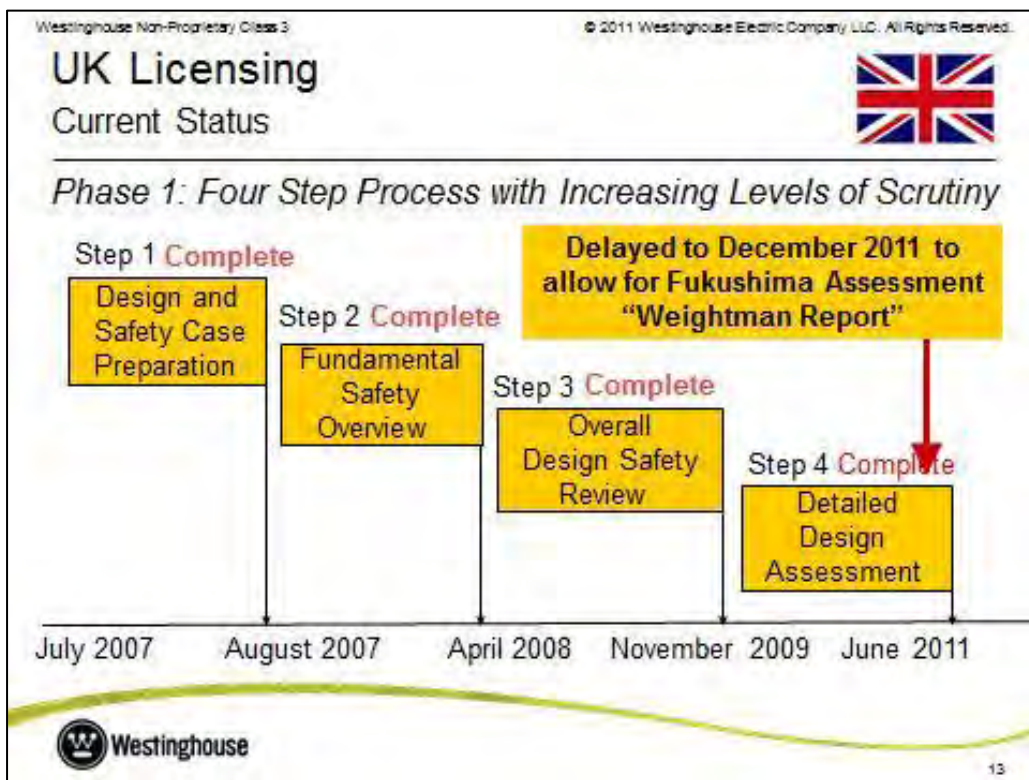 Westinghouse Non-Proprietary Class 3
© 2011 Westinghouse Electric Company LLC. All Rights Reserved.
UK Licensing
Current Status
Phase 1: Four Step Process with Increasing Levels of Scrutiny
Step 1 Complete
Design and
Safety Case
Preparation
Step 2 Complete
Fundamental
Safety
Overview
Step 3 Complete
Overall
Design Safety
Review
Delayed to December 2011 to
allow for Fukushima Assessment
“Weightman Report”
Step 4 Complete
Detailed
Design
Assessment
July 2007
August 2007
April 2008
November 2009
June 2011
W
Westinghouse
13